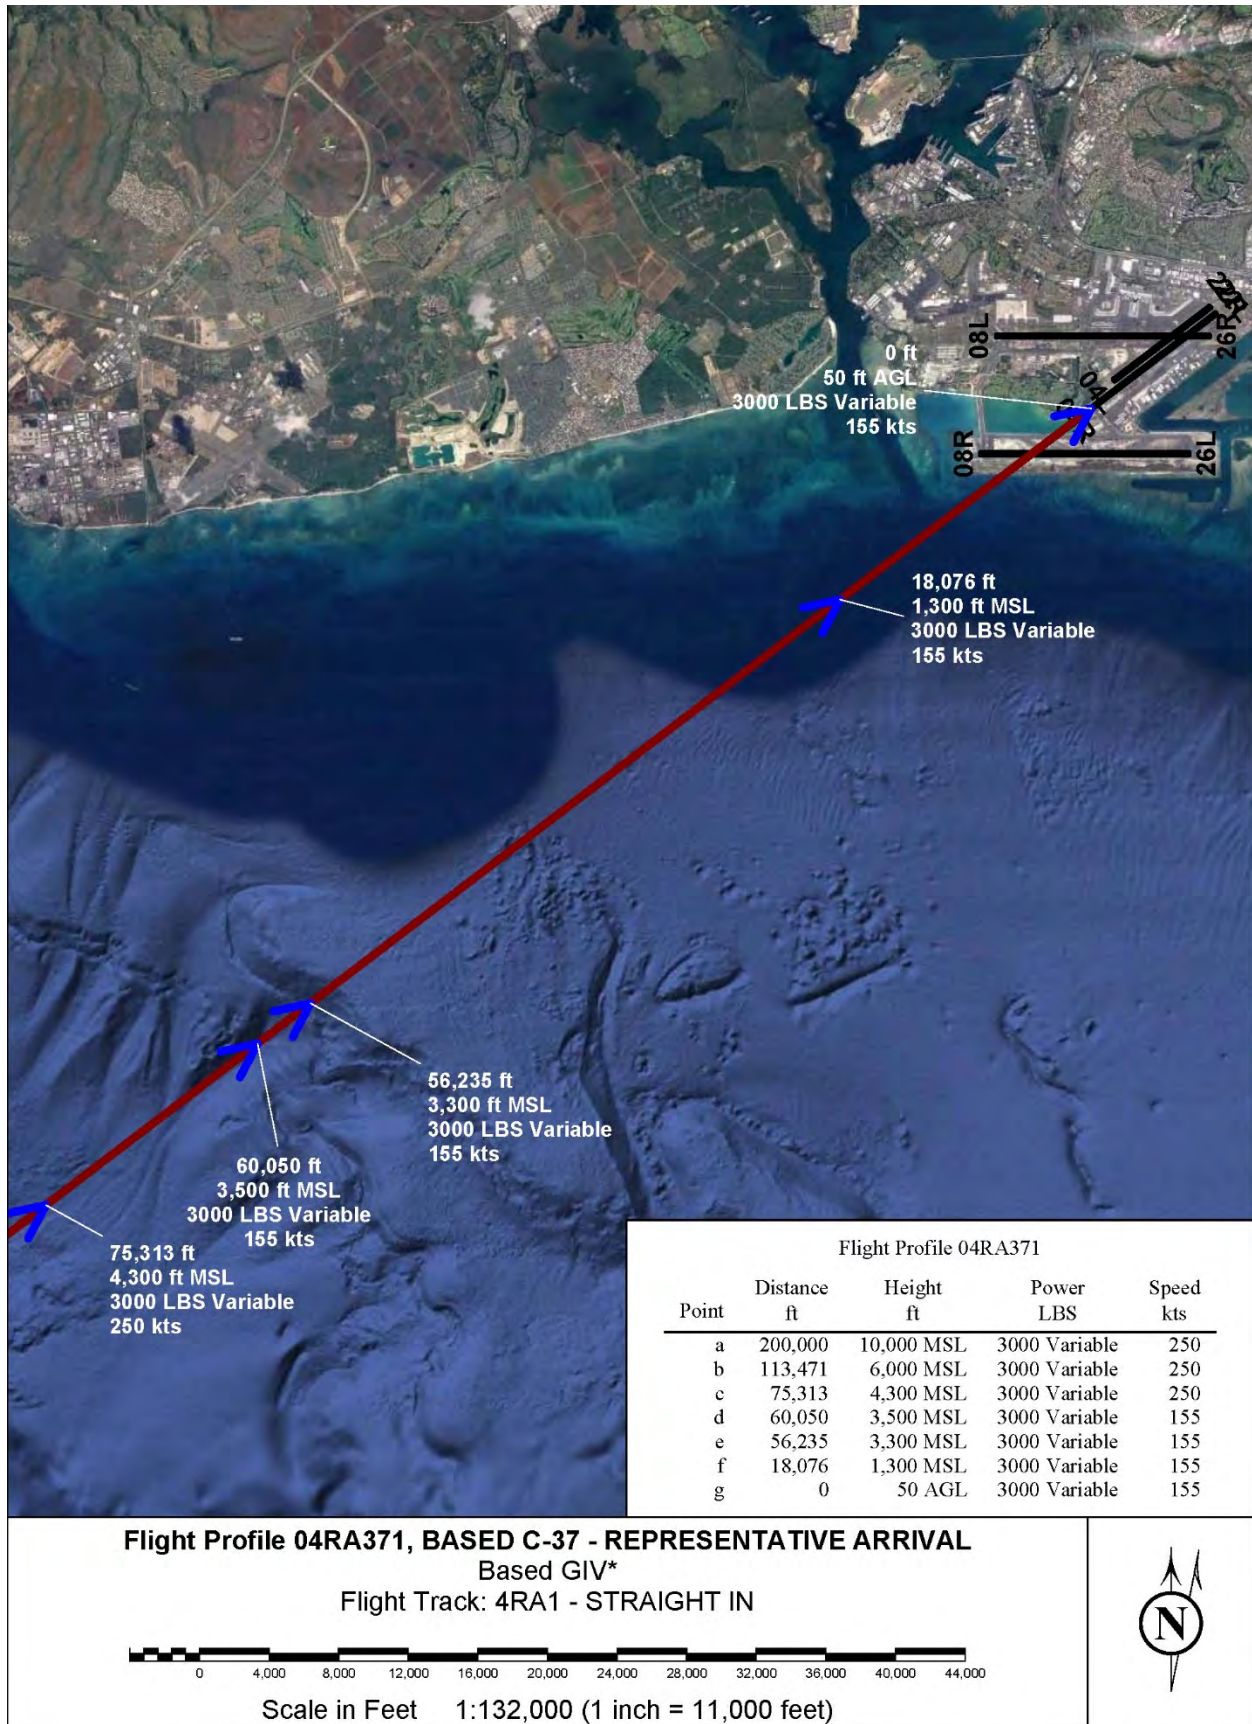 08L
26R
22R
04L
08R
26L
0 ft
50 ft AGL
3000 LBS Variable
155 kts
18,076 ft
1,300 ft MSL
3000 LBS Variable
155 kts
56,235 ft
3,300 ft MSL
3000 LBS Variable
155 kts
60,050 ft
3,500 ft MSL
3000 LBS Variable
155 kts
75,313 ft
4,300 ft MSL
3000 LBS Variable
250 kts
Flight Profile 04RA371
Distance Height Power Speed
Point ft ft LBS kts
a 200,000 10,000 MSL 3000 Variable 250
b 113,471 6,000 MSL 3000 Variable 250
c 75,313 4,300 MSL 3000 Variable 250
d 60,050 3,500 MSL 3000 Variable 155
e 56,235 3,300 MSL 3000 Variable 155
f 18,076 1,300 MSL 3000 Variable 155
g 0 50 AGL 3000 Variable 155
Flight Profile 04RA371, BASED C-37 - REPRESENTATIVE ARRIVAL
Based GIV*
Flight Track: 4RA1 - STRAIGHT IN
0 4,000 8,000 12,000 16,000 20,000 24,000 28,000 32,000 36,000 40,000 44,000
Scale in Feet 1:132,000 (1 inch = 11,000 feet)
N